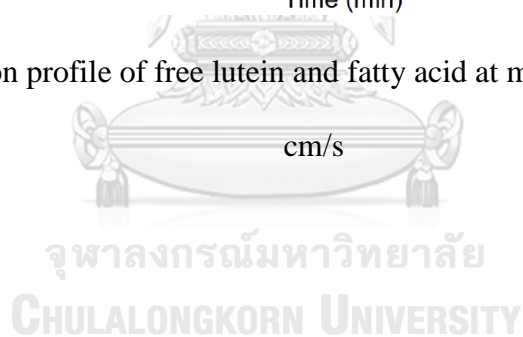 Time (min)
on profile of free lutein and fatty acid at m
cm/s
จุฬาลงกรณ์มหาวิทยาลัย
CHULALONGKORN UNIVERSITY